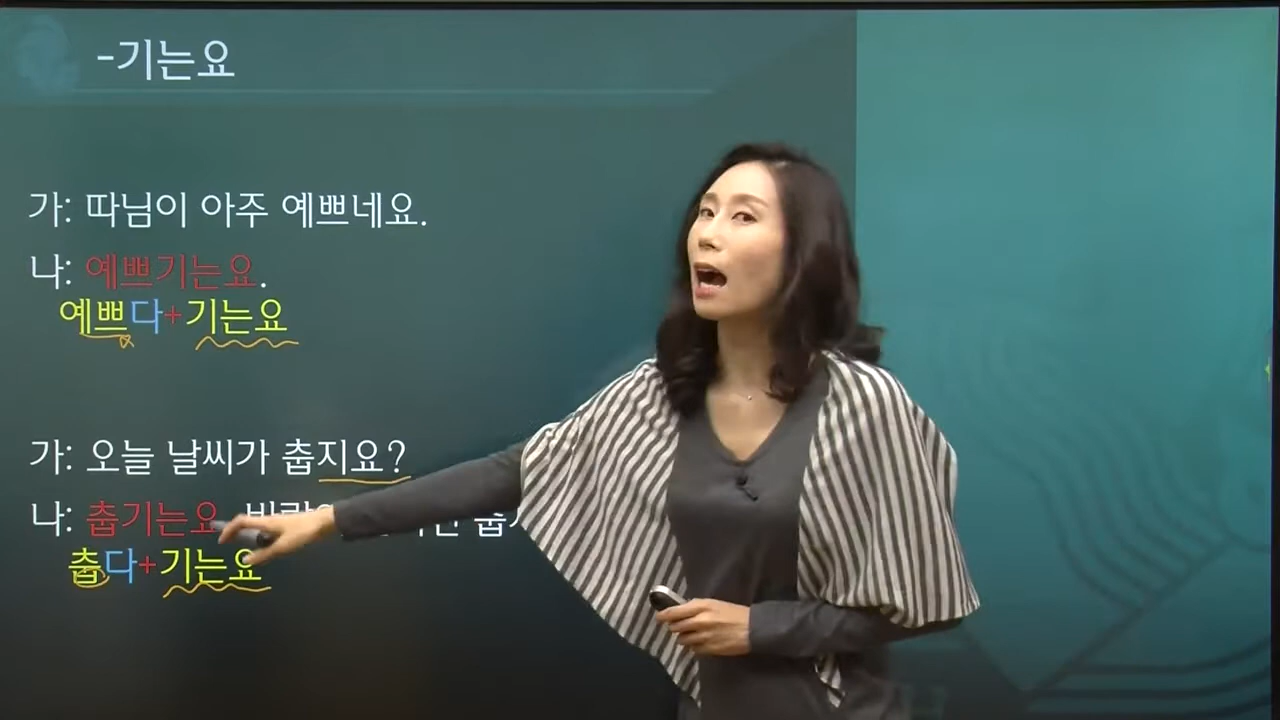 -기는요
가: 따님이 아주 예쁘네요.
나: 예쁘기는요.
예쁘다+기는요
가: 오늘 날씨가 춥지요?
나: 춥기는요
춥다+기는요